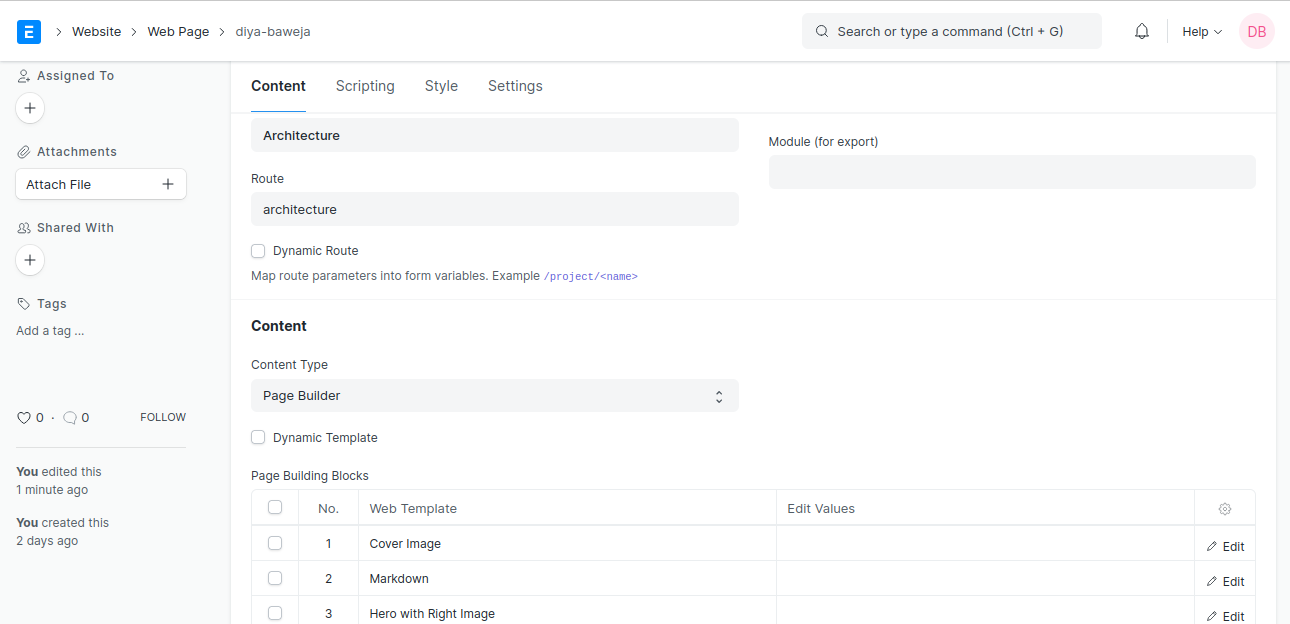 E > Website > Web Page > diya-baweja
Search or type a command (Ctrl + G)
Help
DB
Assigned To
Attachments
Attach File
Shared With
Tags
Add a tag ...
0 · 0 FOLLOW
You edited this
1 minute ago
You created this
2 days ago
Content Scripting Style Settings
Architecture
Module (for export)
Route
architecture
Dynamic Route
Map route parameters into form variables. Example /project/<name>
Content
Content Type
Page Builder
Dynamic Template
Page Building Blocks
No. Web Template Edit Values
1 Cover Image Edit
2 Markdown Edit
3 Hero with Right Image Edit